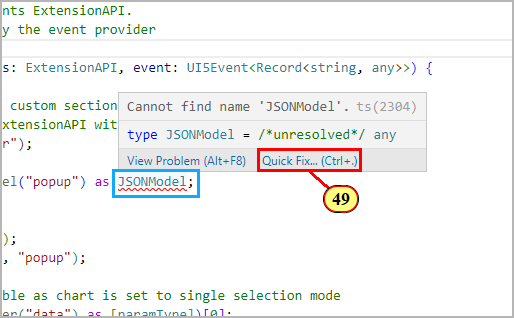 nts ExtensionAPI.
y the event provider
s: ExtensionAPI, event: UI5Event<Record<string, any>>) {
custom section
Cannot find name 'JSONModel'. ts(2304)
xtensionAPI wit
r");
type JSONModel = /*unresolved*/ any
View Problem (Alt+F8) Quick Fix... (Ctrl+.)
el("popup") as JSONModel;
49
);
, "popup");
ble as chart is set to single selection mode
er("data") as [paramType])[0];